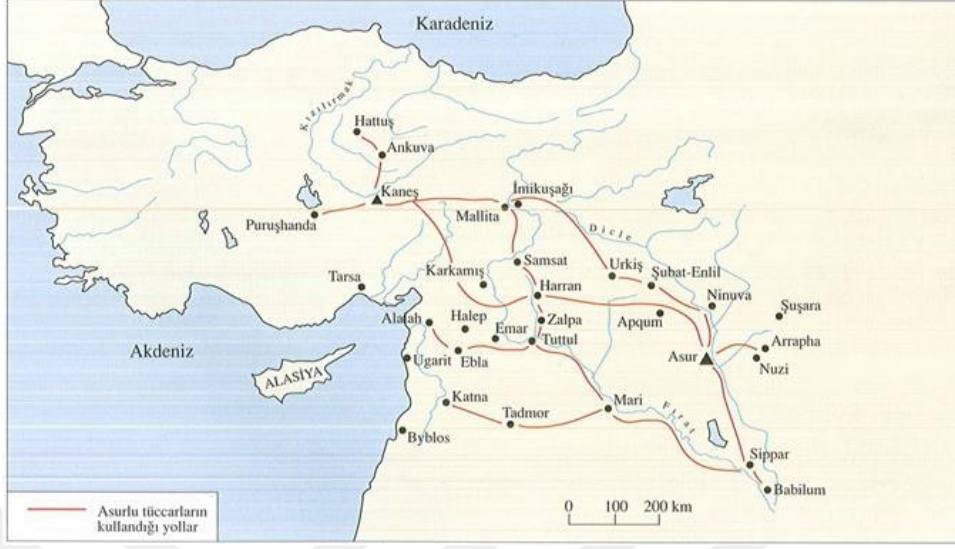 Karadeniz
Kızılırmak
Hattuş
Ankuva
Kaneş
İmikuşağı
Mallita
Puruşhanda
Dicle
Samsat
Urkiş
Şubat-Enlil
Tarsa
Karkamış
Harran
Ninuva
Şuşara
Alalah
Halep
Emar
Zalpa
Apqum
Tuttul
Arrapha
Akdeniz
Ugarit
Ebla
Asur
Nuzi
ALASİYA
Katna
Tadmor
Mari
Fırat
Byblos
Sippar
Babilum
Asurlu tüccarların
kullandığı yollar
0 100 200 km